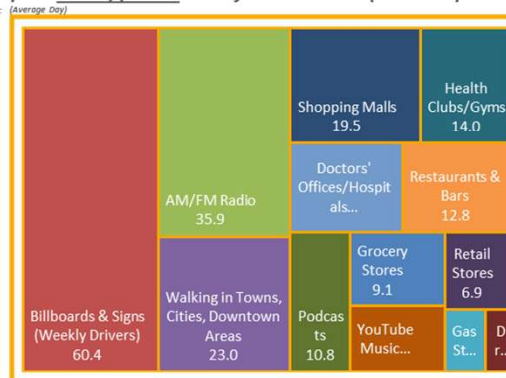 (Average Day)
Billboards & Signs
(Weekly Drivers)
60.4
AM/FM Radio
35.9
Walking in Towns,
Cities, Downtown
Areas
23.0
Shopping Malls
19.5
Health
Clubs/Gyms
14.0
Doctors'
Offices/Hospit
als...
Restaurants &
Bars
12.8
Podcas
ts
10.8
Grocery
Stores
9.1
Retail
Stores
6.9
YouTube
Music...
Gas
St...
D
r...